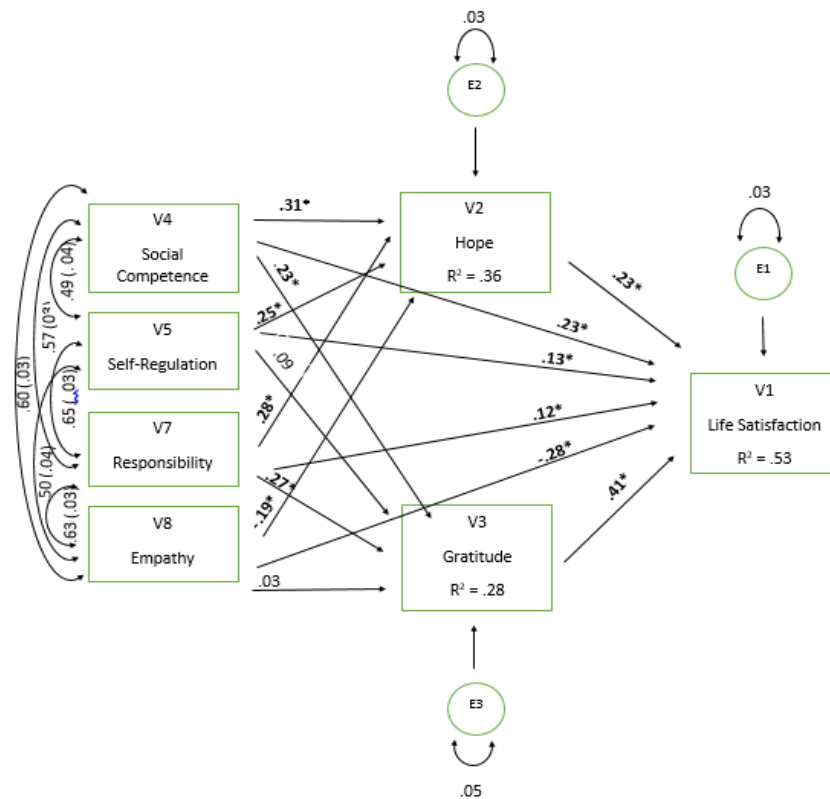 .03
E2
V4
Social
Competence
V2
Hope
R² = .36
.03
E1
V5
Self-Regulation
V1
Life Satisfaction
R² = .53
V7
Responsibility
V8
Empathy
V3
Gratitude
R² = .28
E3
.05
.31*
.23*
.25*
.09
.28*
.27*
-.19*
.03
.23*
.23*
.13*
.12*
-.28*
.41*
.49 (.04)
.57 (03)
.60 (.03)
.65 (.03)
50 (.04)
.63 (.03)